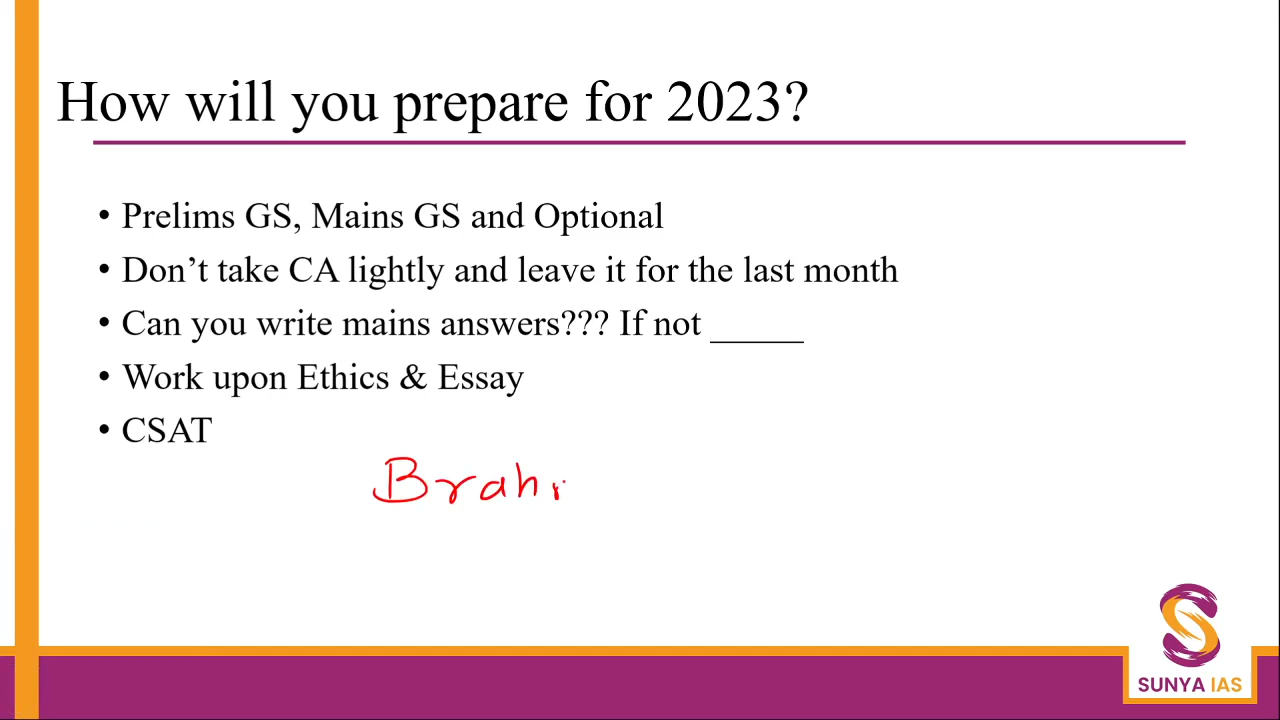 How will you prepare for 2023?
• Prelims GS, Mains GS and Optional
• Don’t take CA lightly and leave it for the last month
• Can you write mains answers??? If not _____
• Work upon Ethics & Essay
• CSAT
SUNYA IAS